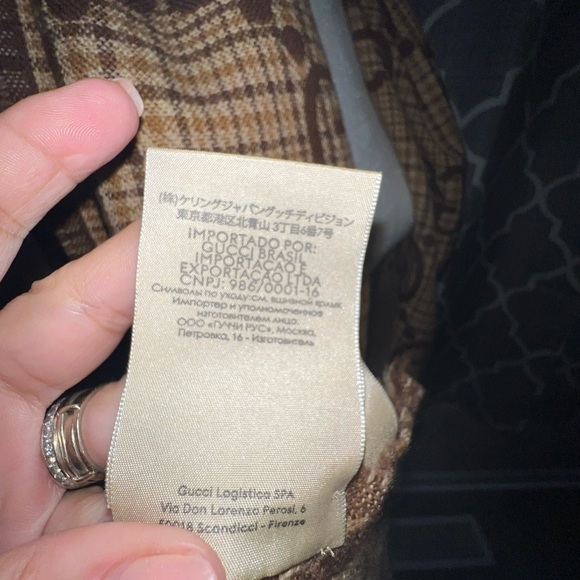 (株)ケリングジャパングッチディビジョン
東京都港区北青山3丁目6番7号
IMPORTADO POR:
GUCCI BRASIL
IMPORTAÇAO E
EXPORTAÇAO LTDA
CNPJ: 986/0001-16
Символы по уходу:см. вшивной ярлык
Импортер и уполномоченное
изготовителем лицо:
ООО «ГУЧЧИ РУС», Москва,
Петровка, 16 - Изготовитель
Gucci Logistica SPA
Via Don Lorenzo Perosi, 6
50018 Scandicci - Firenze